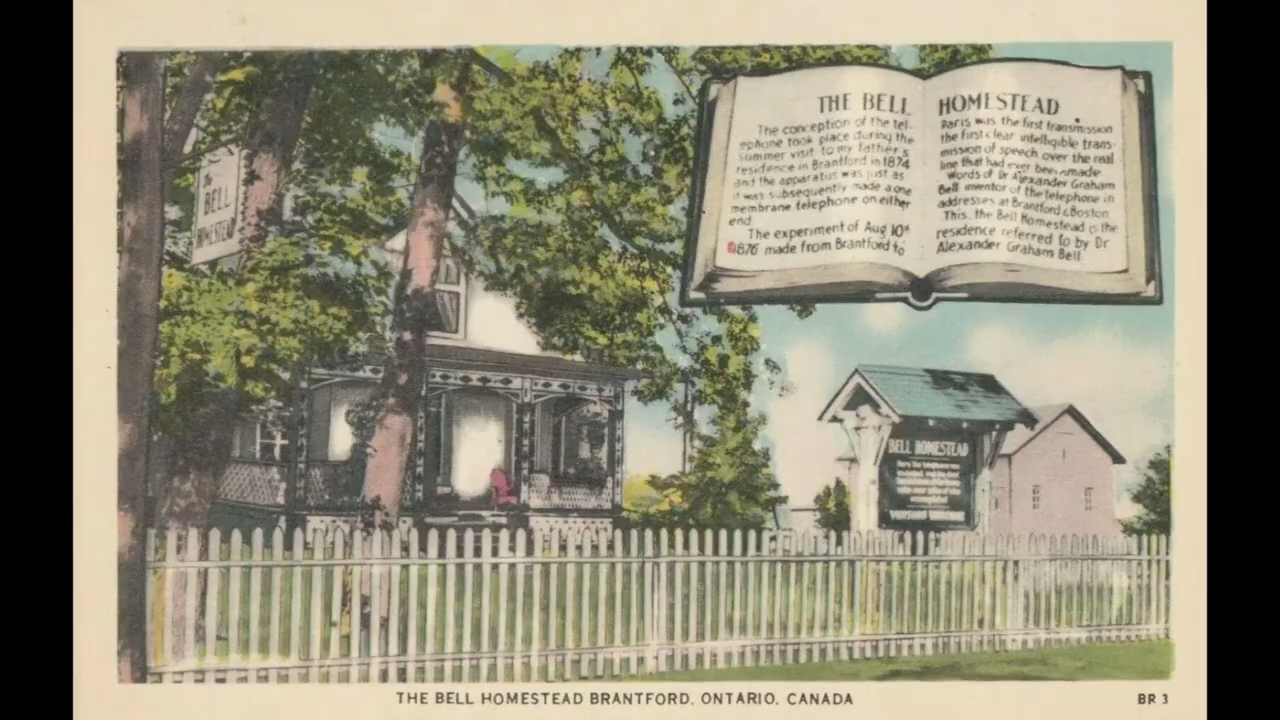 The
BELL
HOMESTEAD
THE BELL
The conception of the tel-
ephone took place during the
summer visit to my father's
residence in Brantford in 1874
and the apparatus was just as
it was subsequently made a one
membrane telephone on either
end
The experiment of Aug 10th
1876 made from Brantford to
HOMESTEAD
Paris was the first transmission
the first clear intelligible trans-
mission of speech over the real
line that had ever been made
Words of Dr Alexander Graham
Bell inventor of the telephone in
addresses at Brantford & Boston
This, the Bell Homestead is the
residence referred to by Dr
Alexander Graham Bell
BELL HOMESTEAD
THE BELL HOMESTEAD BRANTFORD, ONTARIO, CANADA
BR 3